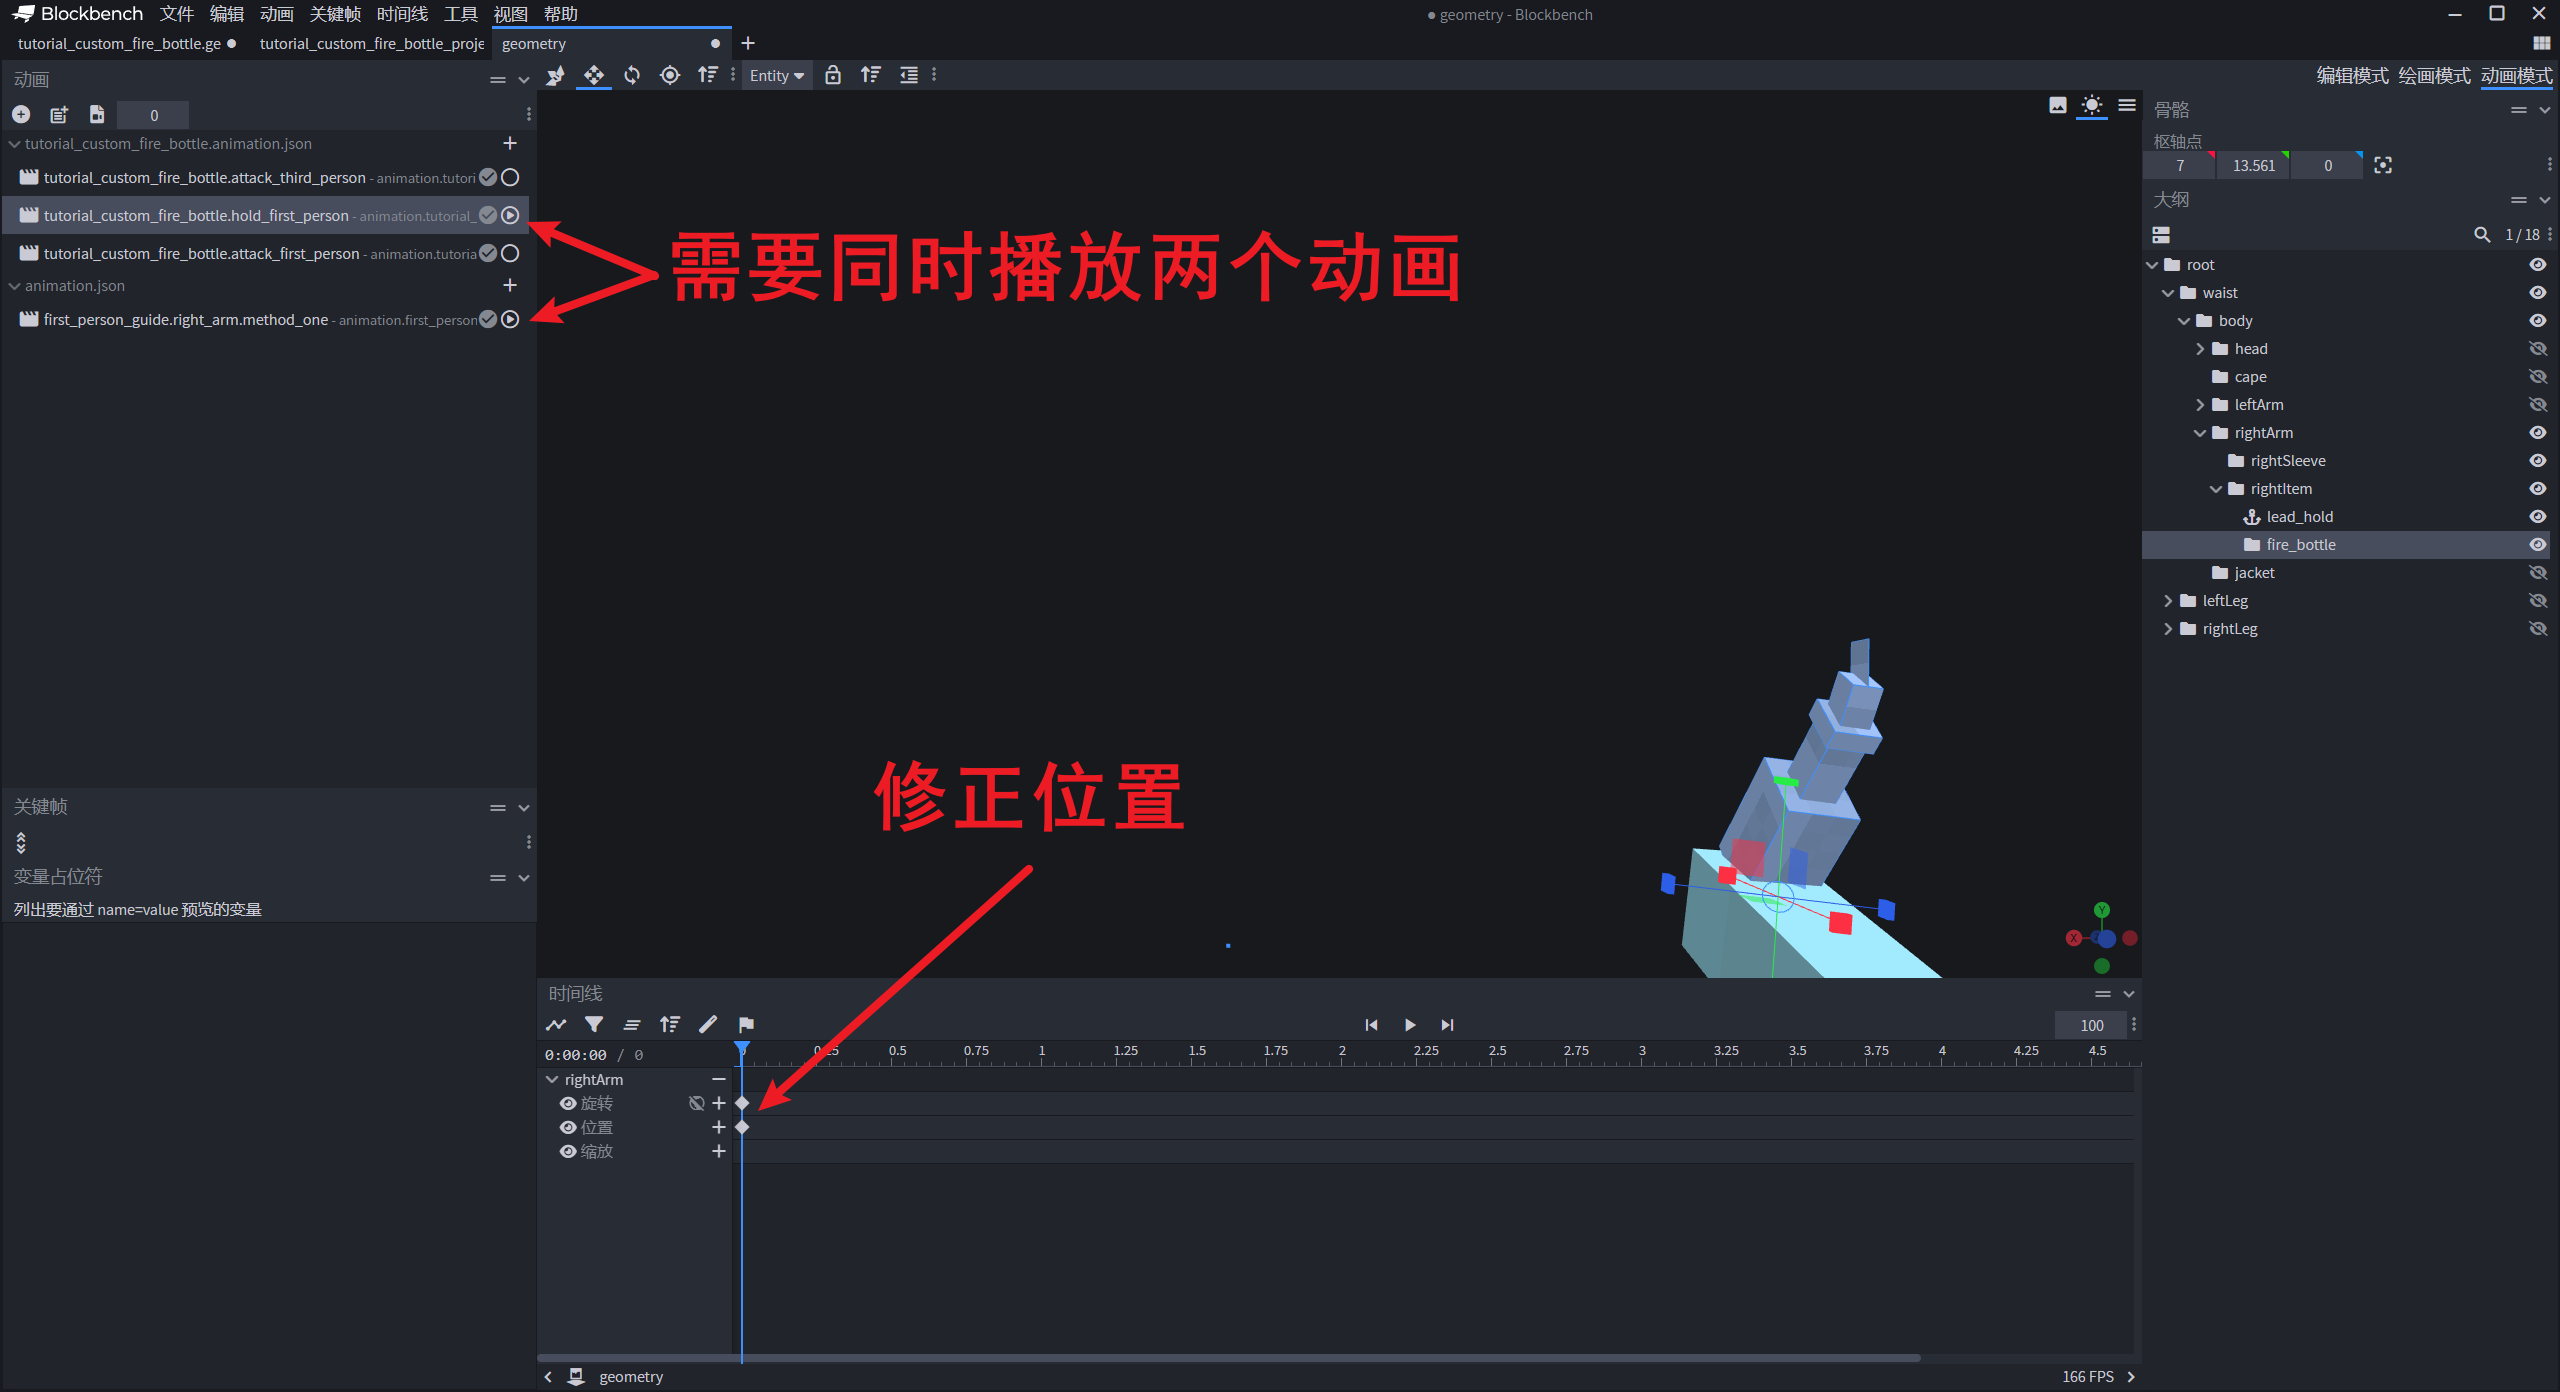 Blockbench 文件 编辑 动画 关键帧 时间线 工具 视图 帮助
geometry - Blockbench
tutorial_custom_fire_bottle.ge
tutorial_custom_fire_bottle_proje
geometry
动画
Entity
编辑模式 绘画模式 动画模式
0
tutorial_custom_fire_bottle.animation.json
tutorial_custom_fire_bottle.attack_third_person - animation.tutori
tutorial_custom_fire_bottle.hold_first_person - animation.tutorial_
tutorial_custom_fire_bottle.attack_first_person - animation.tutoria
animation.json
first_person_guide.right_arm.method_one - animation.first_person
需要同时播放两个动画
修正位置
关键帧
变量占位符
列出要通过 name=value 预览的变量
骨骼
枢轴点
7 13.561 0
大纲
1 / 18
root
waist
body
head
cape
leftArm
rightArm
rightSleeve
rightItem
lead_hold
fire_bottle
jacket
leftLeg
rightLeg
Y
X
Z
时间线
100
0:00:00 / 0
0 0.25 0.5 0.75 1 1.25 1.5 1.75 2 2.25 2.5 2.75 3 3.25 3.5 3.75 4 4.25 4.5
rightArm
旋转
位置
缩放
geometry
166 FPS